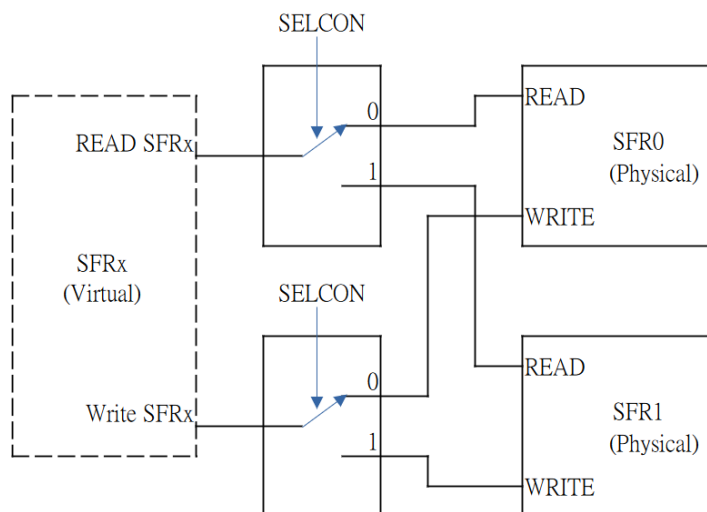 SELCON
0
READ
READ SFRx
SFR0
(Physical)
1
WRITE
SFRx
(Virtual)
SELCON
0
READ
Write SFRx
SFR1
(Physical)
1
WRITE